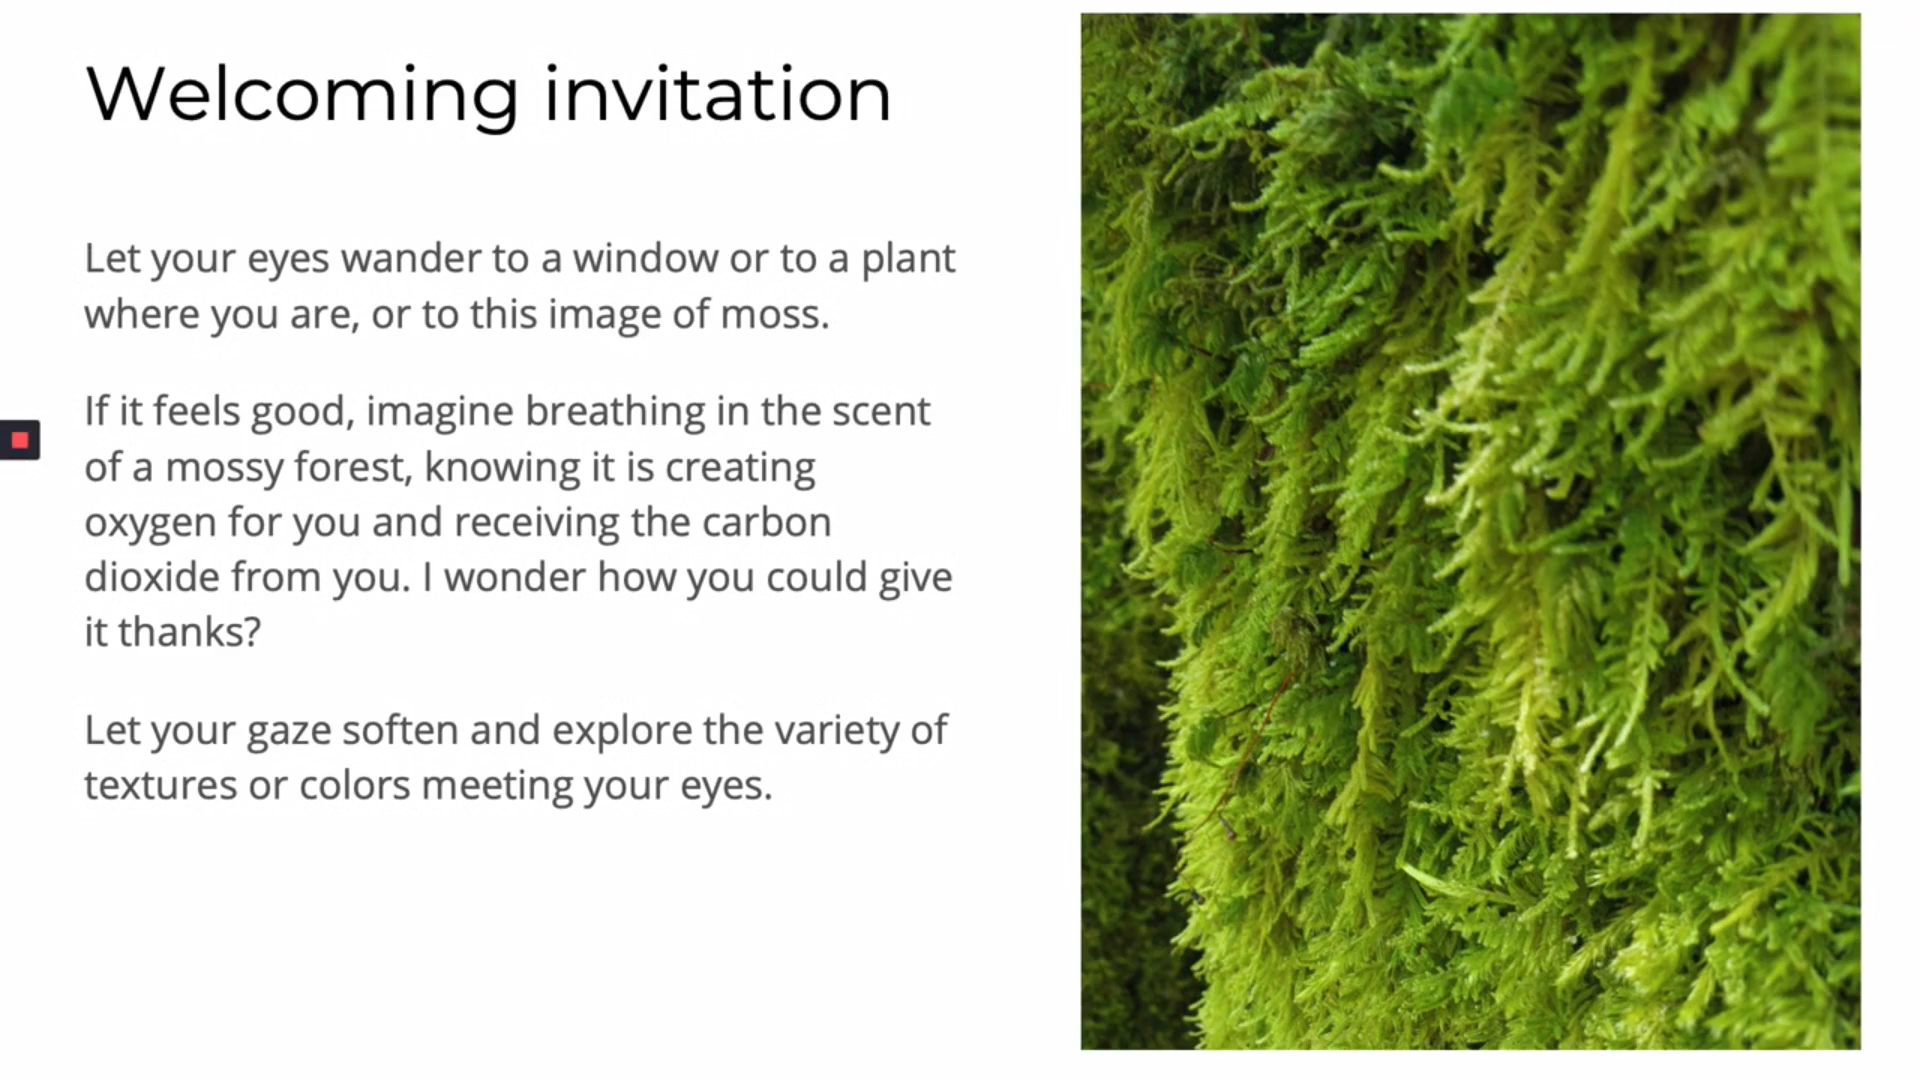 Welcoming invitation
Let your eyes wander to a window or to a plant
where you are, or to this image of moss.
If it feels good, imagine breathing in the scent
of a mossy forest, knowing it is creating
oxygen for you and receiving the carbon
dioxide from you. I wonder how you could give
it thanks?
Let your gaze soften and explore the variety of
textures or colors meeting your eyes.